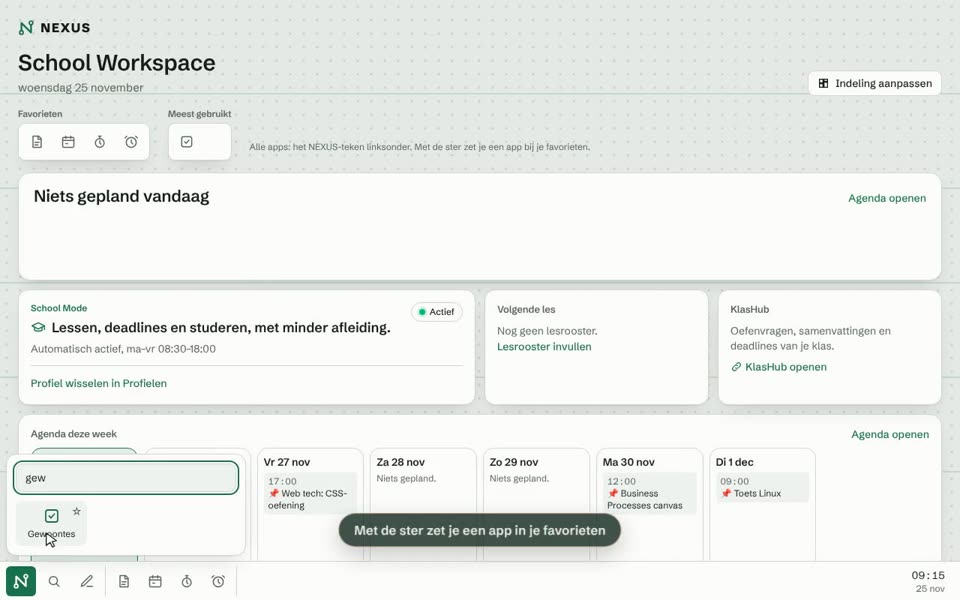 NEXUS
School Workspace
woensdag 25 november
Indeling aanpassen
Favorieten
Meest gebruikt
Alle apps: het NEXUS-teken linksonder. Met de ster zet je een app bij je favorieten.
Niets gepland vandaag
Agenda openen
School Mode
Actief
Lessen, deadlines en studeren, met minder afleiding.
Automatisch actief, ma–vr 08:30–18:00
Profiel wisselen in Profielen
Volgende les
Nog geen lesrooster.
Lesrooster invullen
KlasHub
Oefenvragen, samenvattingen en
deadlines van je klas.
KlasHub openen
Agenda deze week
Agenda openen
Vr 27 nov
17:00
📌 Web tech: CSS-
oefening
Za 28 nov
Niets gepland.
Zo 29 nov
Niets gepland.
Ma 30 nov
12:00
📌 Business
Processes canvas
Di 1 dec
09:00
📌 Toets Linux
gew
Gewoontes
Met de ster zet je een app in je favorieten
09:15
25 nov